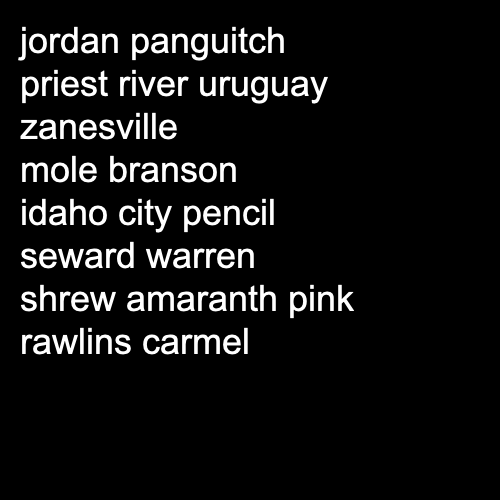 jordan panguitch
priest river uruguay
zanesville
mole branson
idaho city pencil
seward warren
shrew amaranth pink
rawlins carmel